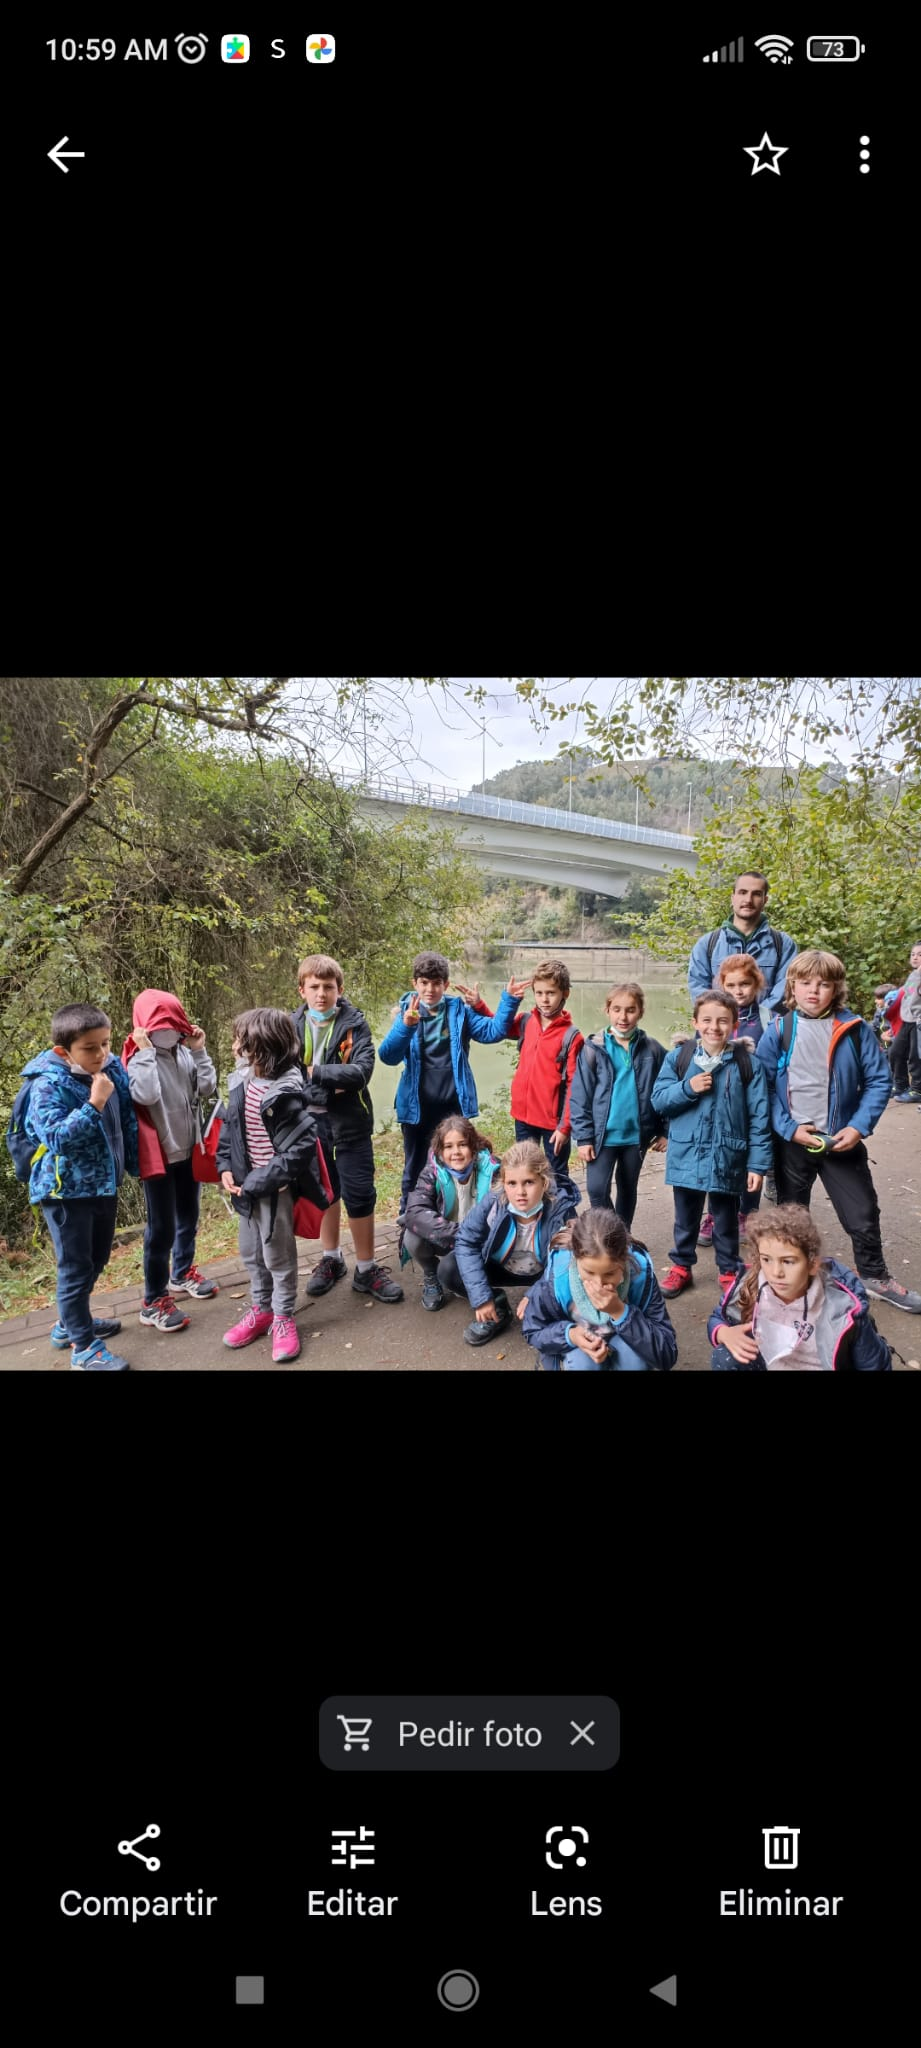 10:59 AM S 73
Pedir foto
Compartir Editar Lens Eliminar